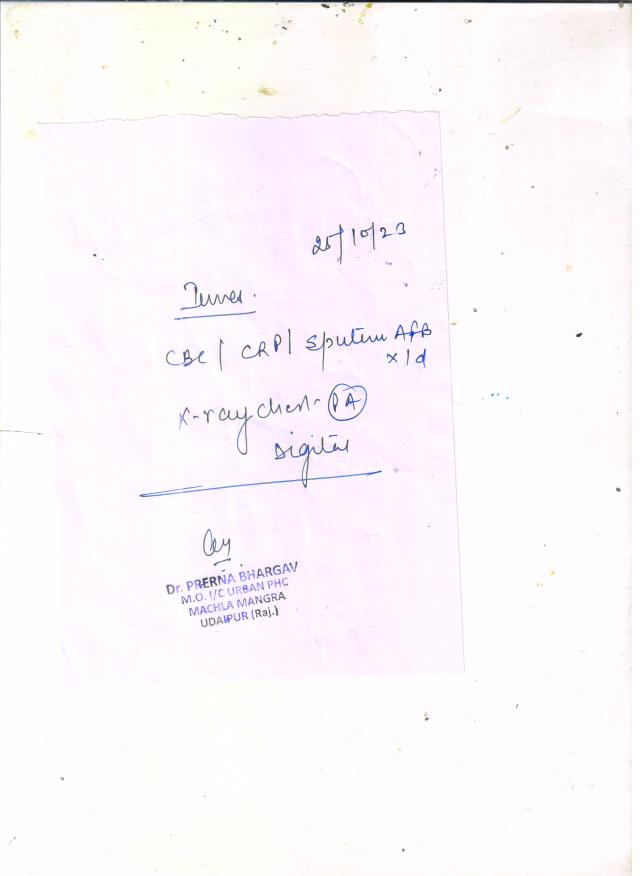 25/10/23
CBC / CRP / Sputum AFB
x 1d
X-ray chest - PA
Digital
Dr. PRERNA BHARGAV
M.O. I/C URBAN PHC
MACHLA MANGRA
UDAIPUR (Raj.)